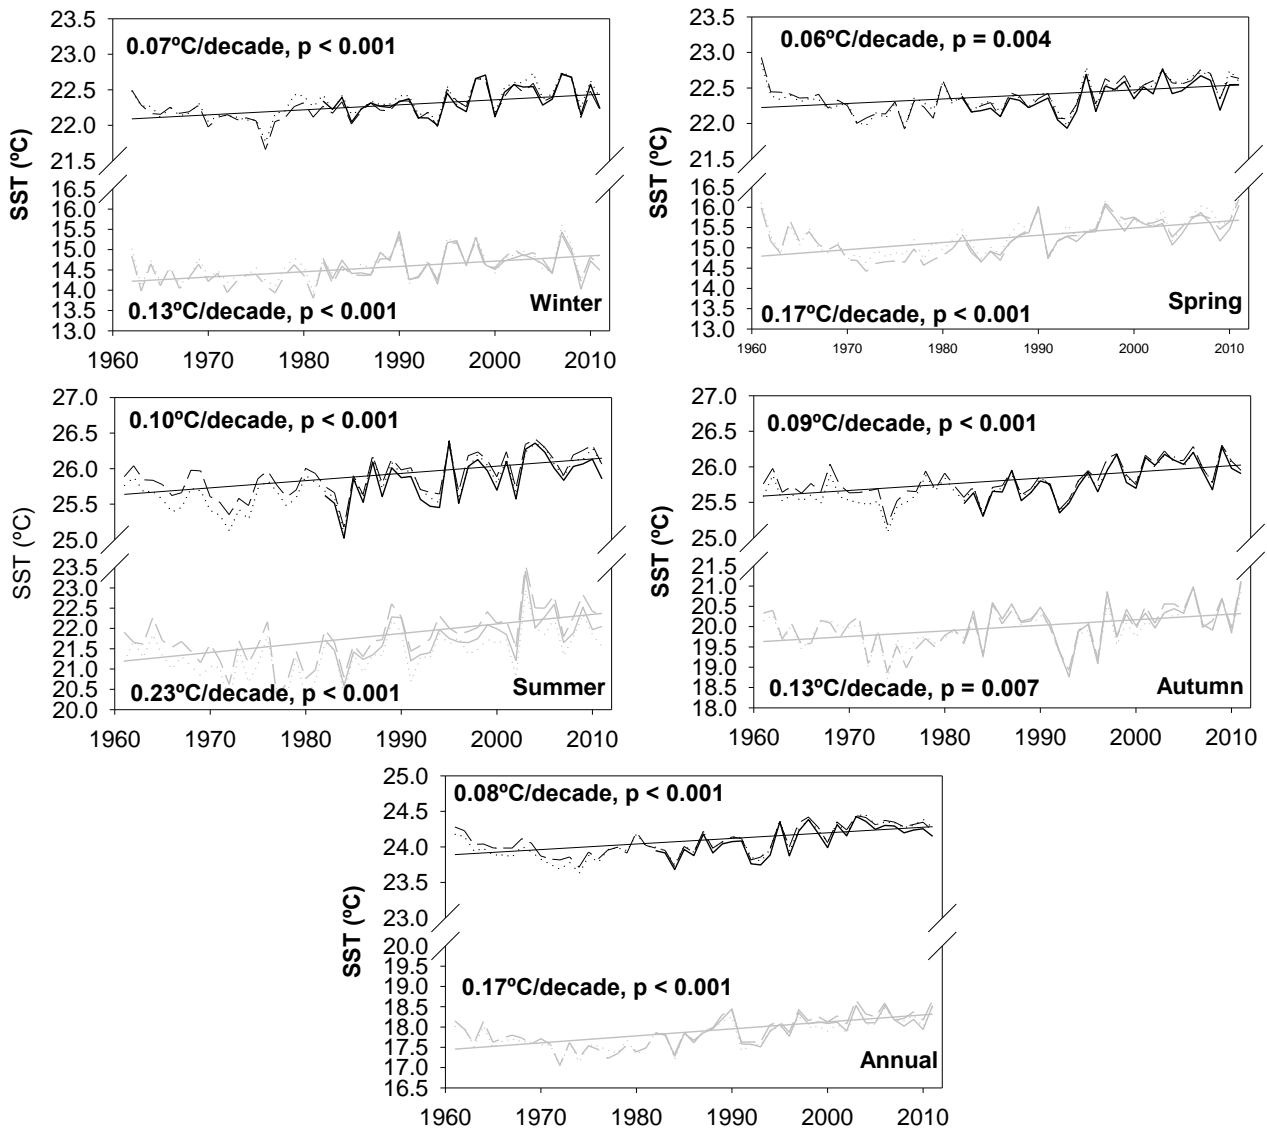 23.5
0.07ºC/decade, p < 0.001
23.0
22.5
22.0
21.5
SST (ºC)
16.5
16.0
15.5
15.0
14.5
14.0
13.5
13.0
0.13ºC/decade, p < 0.001
Winter
1960 1970 1980 1990 2000 2010
23.5
0.06ºC/decade, p = 0.004
23.0
22.5
22.0
21.5
SST (ºC)
16.5
16.0
15.5
15.0
14.5
14.0
13.5
13.0
0.17ºC/decade, p < 0.001
Spring
1960 1970 1980 1990 2000 2010
27.0
0.10ºC/decade, p < 0.001
26.5
26.0
25.5
25.0
SST (ºC)
23.5
23.0
22.5
22.0
21.5
21.0
20.5
20.0
0.23ºC/decade, p < 0.001
Summer
1960 1970 1980 1990 2000 2010
27.0
0.09ºC/decade, p < 0.001
26.5
26.0
25.5
25.0
SST (ºC)
21.5
21.0
20.5
20.0
19.5
19.0
18.5
18.0
0.13ºC/decade, p = 0.007
Autumn
1960 1970 1980 1990 2000 2010
25.0
0.08ºC/decade, p < 0.001
24.5
24.0
23.5
23.0
SST (ºC)
20.0
19.5
19.0
18.5
18.0
17.5
17.0
16.5
0.17ºC/decade, p < 0.001
Annual
1960 1970 1980 1990 2000 2010